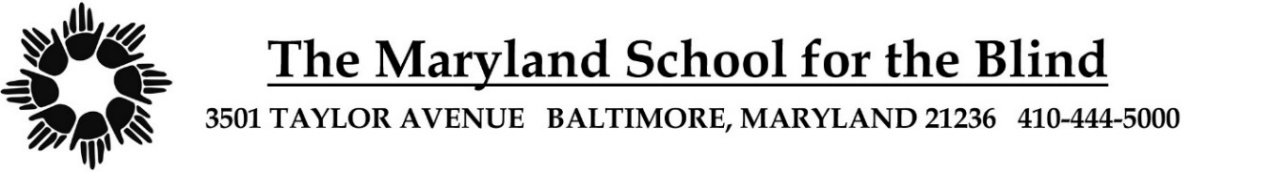 The Maryland School for the Blind
3501 TAYLOR AVENUE BALTIMORE, MARYLAND 21236 410-444-5000